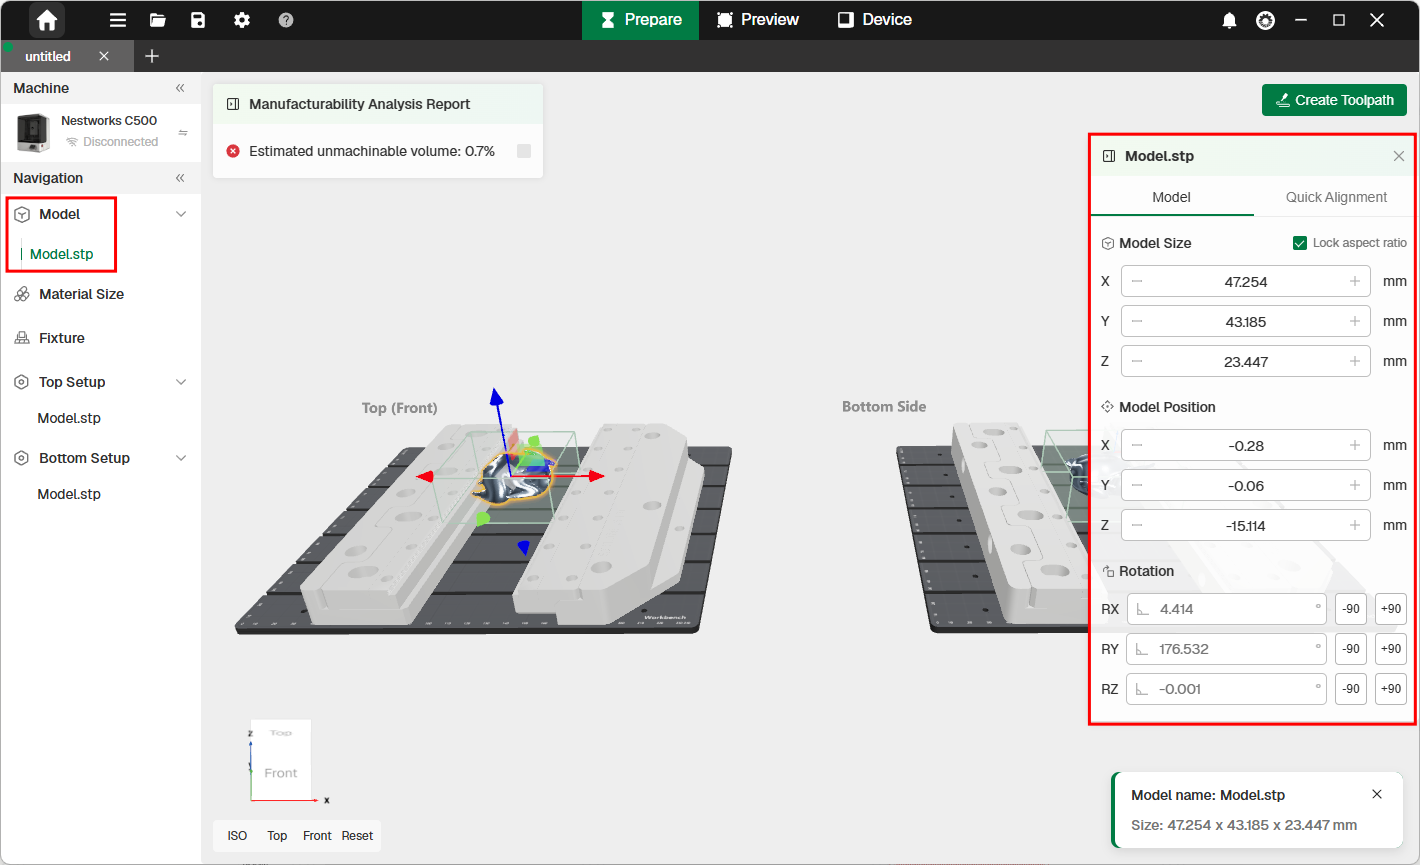 Prepare
Preview
Device
untitled
Machine
Nestworks C500
Disconnected
Navigation
Model
Model.stp
Material Size
Fixture
Top Setup
Model.stp
Bottom Setup
Model.stp
Manufacturability Analysis Report
Estimated unmachinable volume: 0.7%
Create Toolpath
Top (Front)
Bottom Side
Workbench
Z
Top
Front
X
ISO Top Front Reset
Model.stp
Model Quick Alignment
Model Size Lock aspect ratio
X 47.254 mm
Y 43.185 mm
Z 23.447 mm
Model Position
X -0.28 mm
Y -0.06 mm
Z -15.114 mm
Rotation
RX 4.414 ° -90 +90
RY 176.532 ° -90 +90
RZ -0.001 ° -90 +90
Model name: Model.stp
Size: 47.254 x 43.185 x 23.447 mm